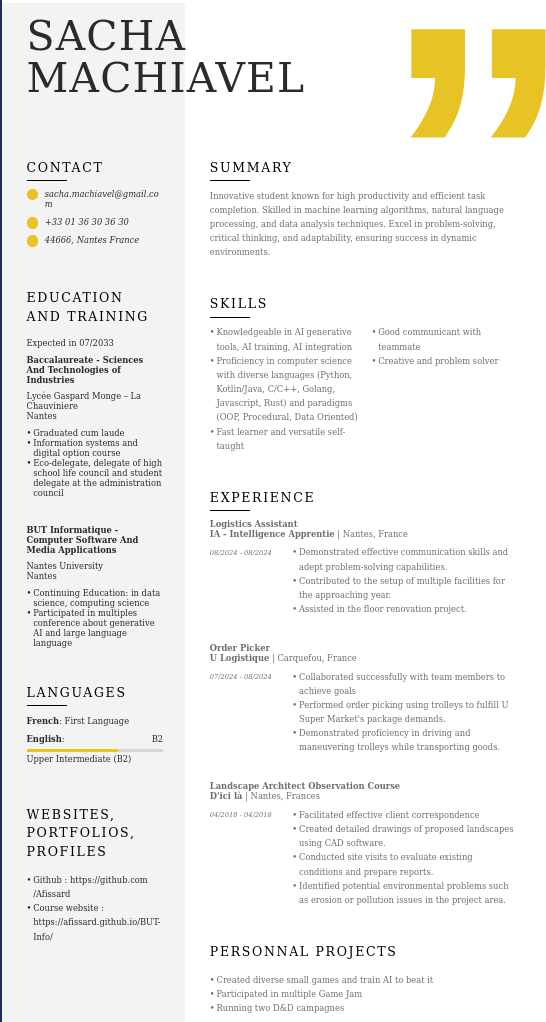 SACHA
MACHIAVEL
CONTACT
sacha.machiavel@gmail.co
m
+33 01 36 30 36 30
44666, Nantes France
EDUCATION
AND TRAINING
Expected in 07/2033
Baccalaureate - Sciences
And Technologies of
Industries
Lycée Gaspard Monge – La
Chauviniere
Nantes
• Graduated cum laude
• Information systems and
digital option course
• Eco-delegate, delegate of high
school life council and student
delegate at the administration
council
BUT Informatique -
Computer Software And
Media Applications
Nantes University
Nantes
• Continuing Education: in data
science, computing science
• Participated in multiples
conference about generative
AI and large language
language
LANGUAGES
French: First Language
English: B2
Upper Intermediate (B2)
WEBSITES,
PORTFOLIOS,
PROFILES
• Github : https://github.com
/Afissard
• Course website :
https://afissard.github.io/BUT-
Info/
SUMMARY
Innovative student known for high productivity and efficient task
completion. Skilled in machine learning algorithms, natural language
processing, and data analysis techniques. Excel in problem-solving,
critical thinking, and adaptability, ensuring success in dynamic
environments.
SKILLS
• Knowledgeable in AI generative
tools, AI training, AI integration
• Proficiency in computer science
with diverse languages (Python,
Kotlin/Java, C/C++, Golang,
Javascript, Rust) and paradigms
(OOP, Procedural, Data Oriented)
• Fast learner and versatile self-
taught
• Good communicant with
teammate
• Creative and problem solver
EXPERIENCE
Logistics Assistant
IA - Intelligence Apprentie | Nantes, France
08/2024 - 08/2024
• Demonstrated effective communication skills and
adept problem-solving capabilities.
• Contributed to the setup of multiple facilities for
the approaching year.
• Assisted in the floor renovation project.
Order Picker
U Logistique | Carquefou, France
07/2024 - 08/2024
• Collaborated successfully with team members to
achieve goals
• Performed order picking using trolleys to fulfill U
Super Market's package demands.
• Demonstrated proficiency in driving and
maneuvering trolleys while transporting goods.
Landscape Architect Observation Course
D'ici là | Nantes, Frances
04/2018 - 04/2018
• Facilitated effective client correspondence
• Created detailed drawings of proposed landscapes
using CAD software.
• Conducted site visits to evaluate existing
conditions and prepare reports.
• Identified potential environmental problems such
as erosion or pollution issues in the project area.
PERSONNAL PROJECTS
• Created diverse small games and train AI to beat it
• Participated in multiple Game Jam
• Running two D&D campagnes